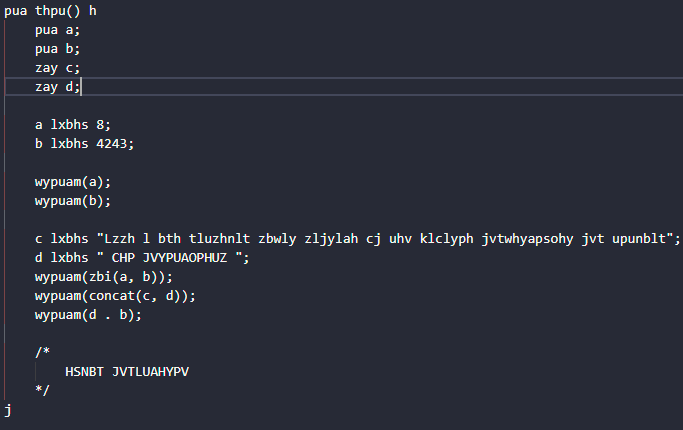 pua thpu() h
pua a;
pua b;
zay c;
zay d;
a lxbhs 8;
b lxbhs 4243;
wypuam(a);
wypuam(b);
c lxbhs "Lzzh l bth tluzhnlt zbwly zljylah cj uhv klclyph jvtwhyapsohy jvt upunblt";
d lxbhs " CHP JVYPUAOPHUZ ";
wypuam(zbi(a, b));
wypuam(concat(c, d));
wypuam(d . b);
/*
HSNBT JVTLUAHYPV
*/
j